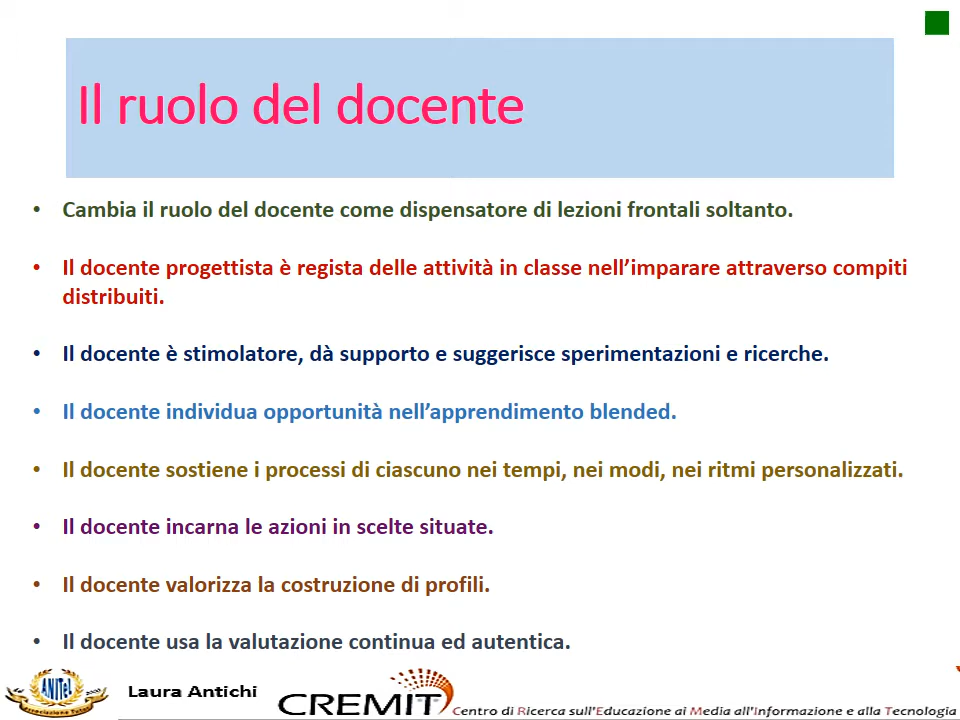 Il ruolo del docente
• Cambia il ruolo del docente come dispensatore di lezioni frontali soltanto.
• Il docente progettista è regista delle attività in classe nell’imparare attraverso compiti
distribuiti.
• Il docente è stimolatore, dà supporto e suggerisce sperimentazioni e ricerche.
• Il docente individua opportunità nell’apprendimento blended.
• Il docente sostiene i processi di ciascuno nei tempi, nei modi, nei ritmi personalizzati.
• Il docente incarna le azioni in scelte situate.
• Il docente valorizza la costruzione di profili.
• Il docente usa la valutazione continua ed autentica.
ANITeL
Laura Antichi
CREMIT
Centro di Ricerca sull'Educazione ai Media all'Informazione e alla Tecnologia